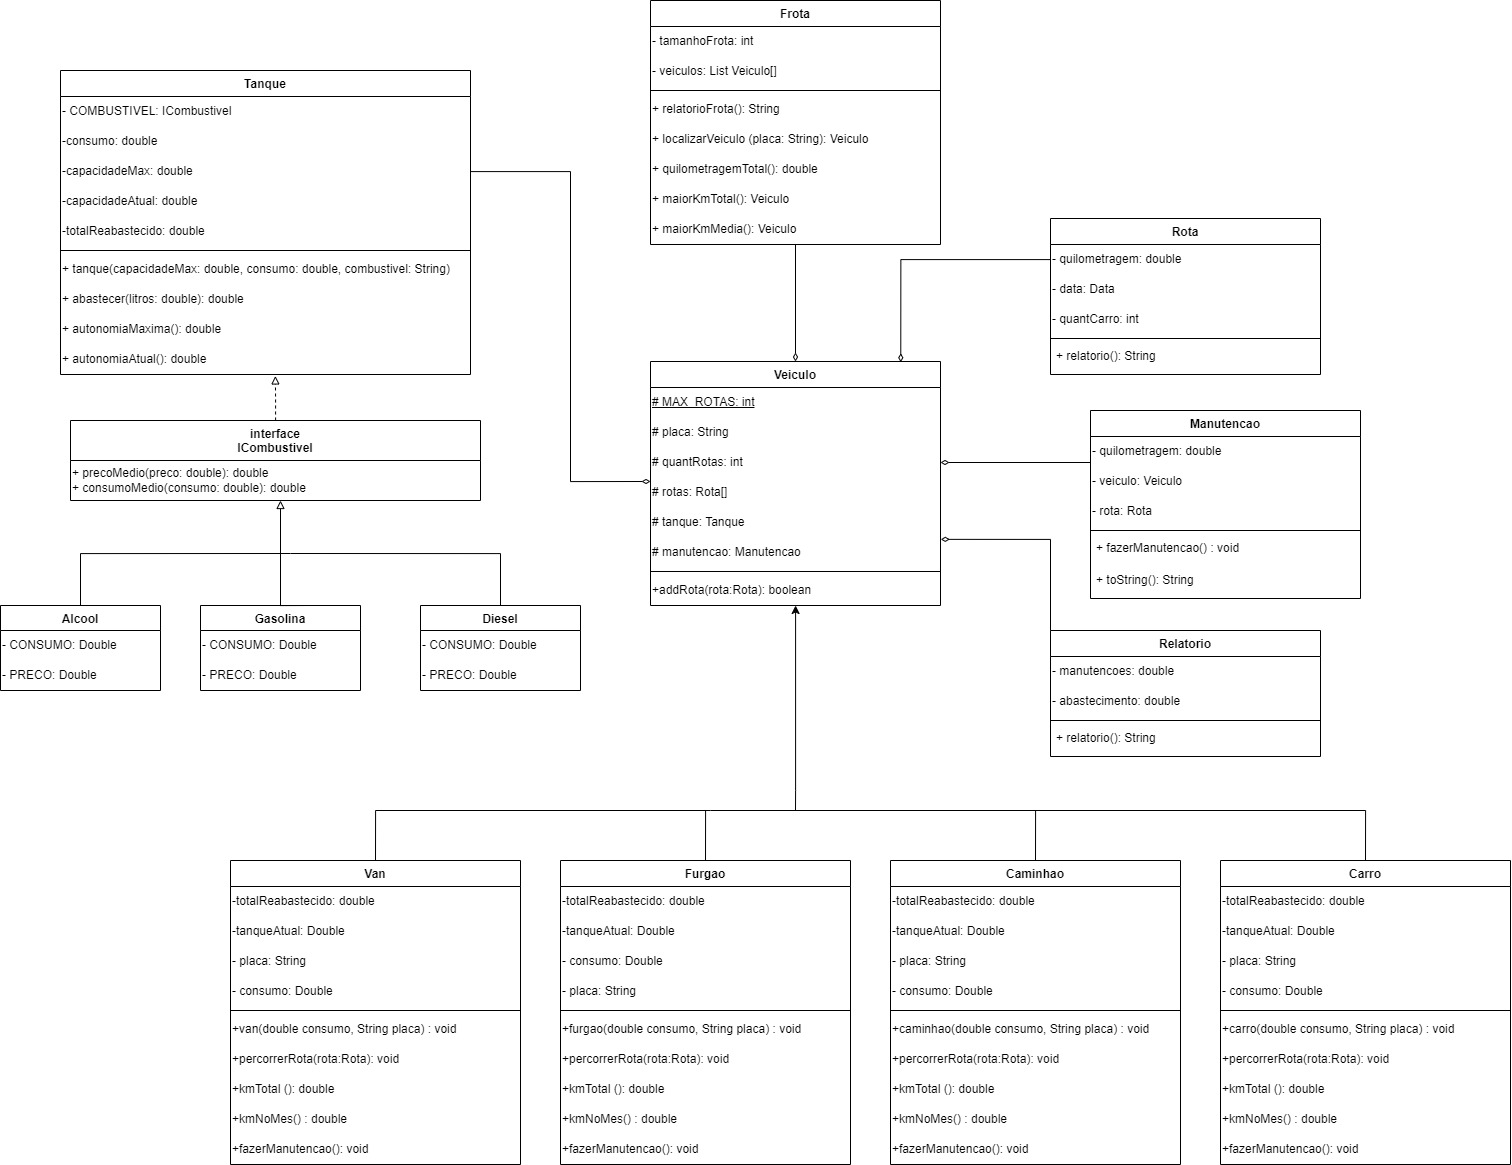 Frota
- tamanhoFrota: int
- veiculos: List Veiculo[]
+ relatorioFrota(): String
+ localizarVeiculo (placa: String): Veiculo
+ quilometragemTotal(): double
+ maiorKmTotal(): Veiculo
+ maiorKmMedia(): Veiculo
Tanque
- COMBUSTIVEL: ICombustivel
-consumo: double
-capacidadeMax: double
-capacidadeAtual: double
-totalReabastecido: double
+ tanque(capacidadeMax: double, consumo: double, combustivel: String)
+ abastecer(litros: double): double
+ autonomiaMaxima(): double
+ autonomiaAtual(): double
Rota
- quilometragem: double
- data: Data
- quantCarro: int
+ relatorio(): String
Veiculo
# MAX_ROTAS: int
# placa: String
# quantRotas: int
# rotas: Rota[]
# tanque: Tanque
# manutencao: Manutencao
+addRota(rota:Rota): boolean
interface
ICombustivel
+ precoMedio(preco: double): double
+ consumoMedio(consumo: double): double
Manutencao
- quilometragem: double
- veiculo: Veiculo
- rota: Rota
+ fazerManutencao() : void
+ toString(): String
Alcool
- CONSUMO: Double
- PRECO: Double
Gasolina
- CONSUMO: Double
- PRECO: Double
Diesel
- CONSUMO: Double
- PRECO: Double
Relatorio
- manutencoes: double
- abastecimento: double
+ relatorio(): String
Van
-totalReabastecido: double
-tanqueAtual: Double
- placa: String
- consumo: Double
+van(double consumo, String placa) : void
+percorrerRota(rota:Rota): void
+kmTotal (): double
+kmNoMes() : double
+fazerManutencao(): void
Furgao
-totalReabastecido: double
-tanqueAtual: Double
- consumo: Double
- placa: String
+furgao(double consumo, String placa) : void
+percorrerRota(rota:Rota): void
+kmTotal (): double
+kmNoMes() : double
+fazerManutencao(): void
Caminhao
-totalReabastecido: double
-tanqueAtual: Double
- placa: String
- consumo: Double
+caminhao(double consumo, String placa) : void
+percorrerRota(rota:Rota): void
+kmTotal (): double
+kmNoMes() : double
+fazerManutencao(): void
Carro
-totalReabastecido: double
-tanqueAtual: Double
- placa: String
- consumo: Double
+carro(double consumo, String placa) : void
+percorrerRota(rota:Rota): void
+kmTotal (): double
+kmNoMes() : double
+fazerManutencao(): void